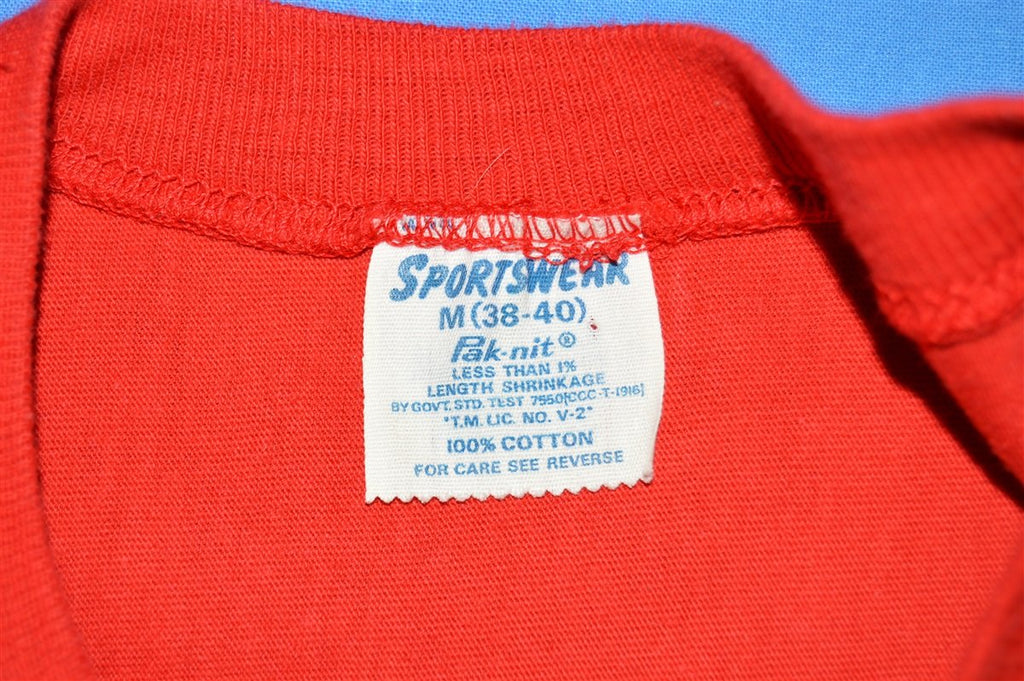 SPORTSWEAR
M (38-40)
Pak-nit®
LESS THAN 1%
LENGTH SHRINKAGE
BY GOVT. STD. TEST 7550(CCC-T-191b)
"T.M. LIC. NO. V-2"
100% COTTON
FOR CARE SEE REVERSE